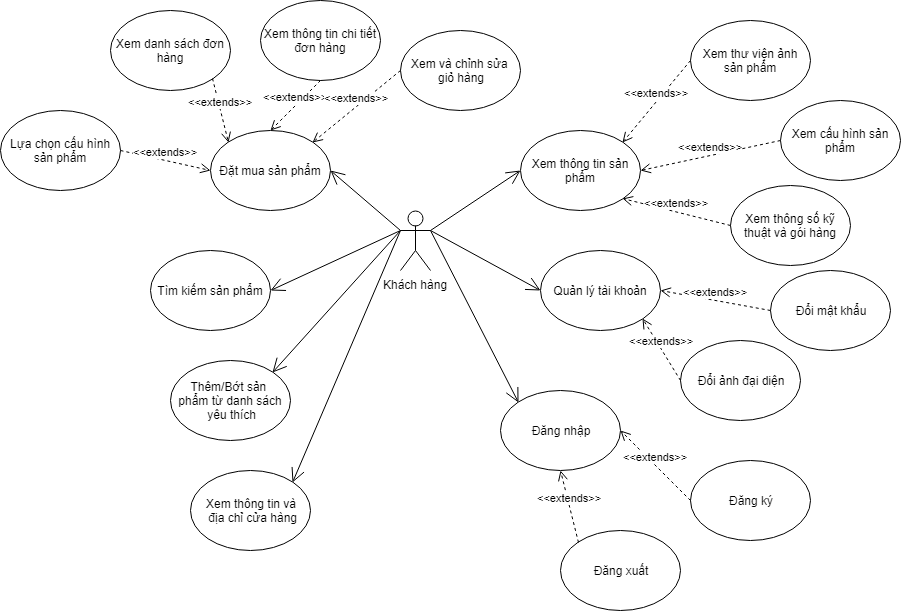 Xem danh sách đơn
hàng
Xem thông tin chi tiết
đơn hàng
Xem và chỉnh sửa
giỏ hàng
<<extends>>
<<extends>>
<<extends>>
Lựa chọn cấu hình
sản phẩm
<<extends>>
Đặt mua sản phẩm
Xem thư viện ảnh
sản phẩm
<<extends>>
Xem cấu hình sản
phẩm
<<extends>>
Xem thông tin sản
phẩm
<<extends>>
Xem thông số kỹ
thuật và gói hàng
Khách hàng
Tìm kiếm sản phẩm
Quản lý tài khoản
<<extends>>
Đổi mật khẩu
<<extends>>
Đổi ảnh đại diện
Thêm/Bớt sản
phẩm từ danh sách
yêu thích
Đăng nhập
<<extends>>
Đăng ký
<<extends>>
Đăng xuất
Xem thông tin và
địa chỉ cửa hàng